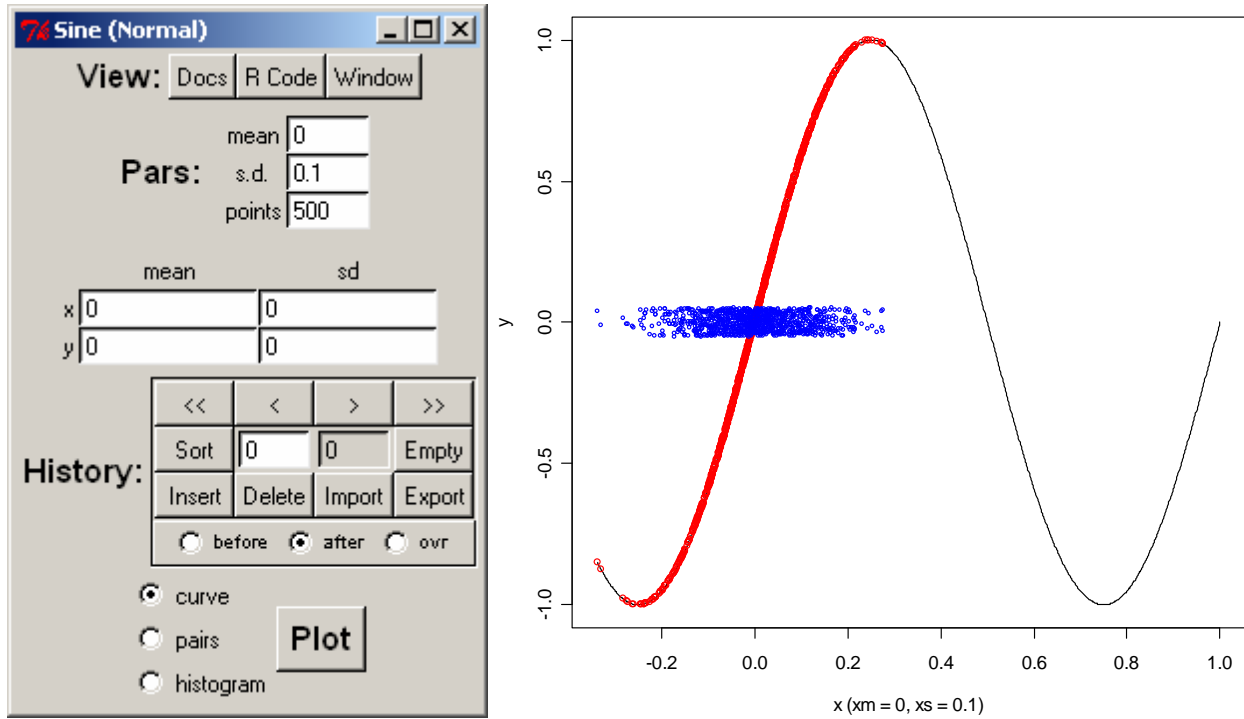 Sine (Normal)
View: Docs R Code Window
mean 0
Pars: s.d. 0.1
points 500
mean sd
x 0 0
y 0 0
<< < > >>
Sort 0 0 Empty
History:
Insert Delete Import Export
before after ovr
curve
pairs
histogram
Plot
1.0
0.5
0.0
-0.5
-1.0
y
-0.2 0.0 0.2 0.4 0.6 0.8 1.0
x (xm = 0, xs = 0.1)